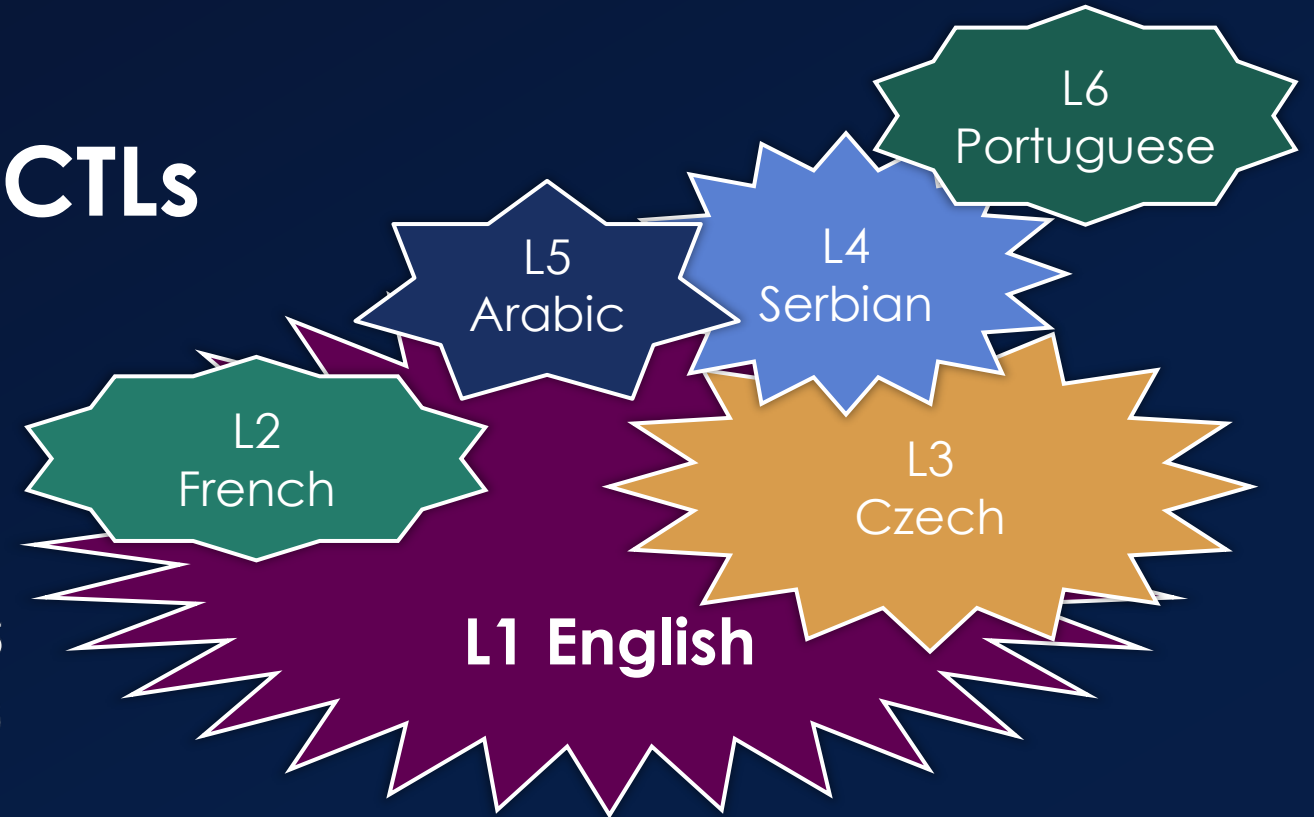 CTLs
L6
Portuguese
L5
Arabic
L4
Serbian
L2
French
L3
Czech
L1 English